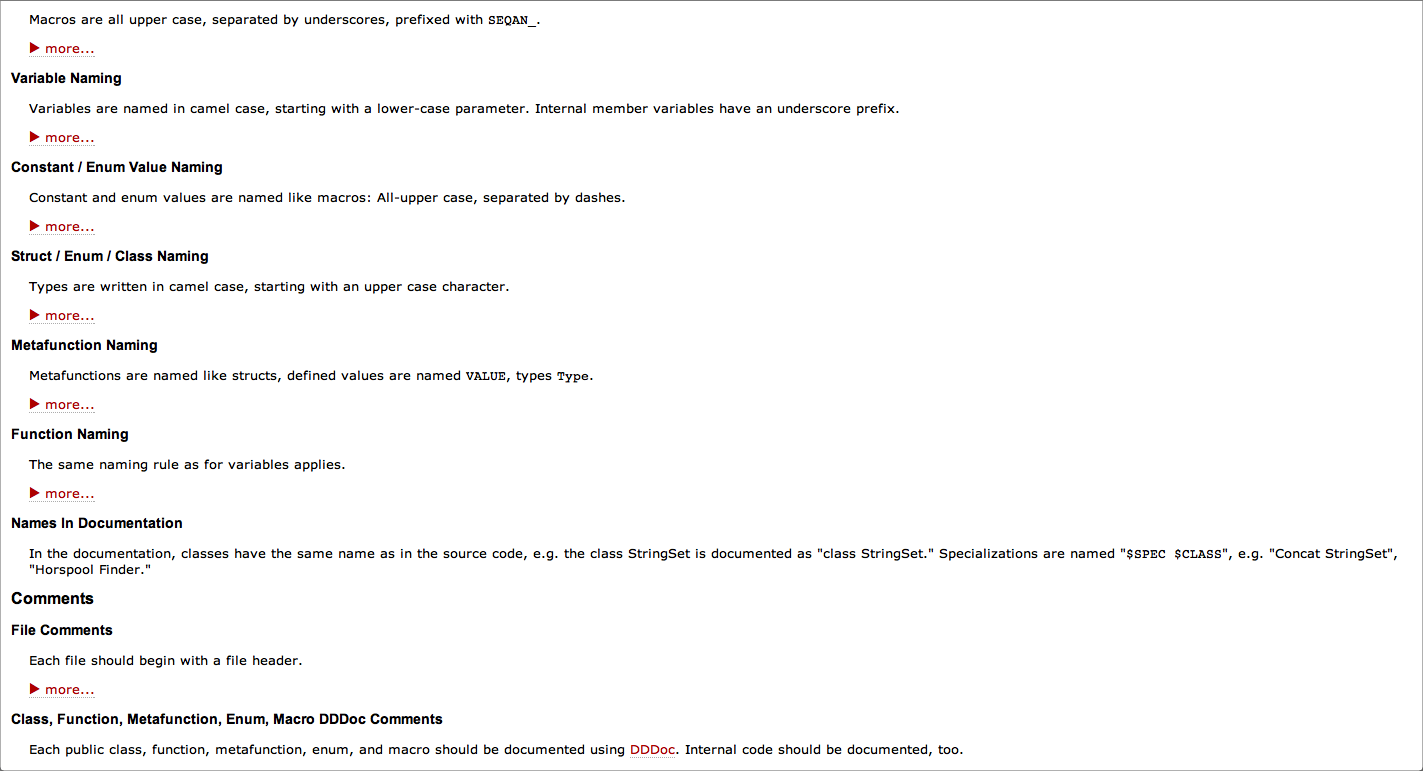 Macros are all upper case, separated by underscores, prefixed with SEQAN_.
▶ more...
Variable Naming
Variables are named in camel case, starting with a lower-case parameter. Internal member variables have an underscore prefix.
▶ more...
Constant / Enum Value Naming
Constant and enum values are named like macros: All-upper case, separated by dashes.
▶ more...
Struct / Enum / Class Naming
Types are written in camel case, starting with an upper case character.
▶ more...
Metafunction Naming
Metafunctions are named like structs, defined values are named VALUE, types Type.
▶ more...
Function Naming
The same naming rule as for variables applies.
▶ more...
Names In Documentation
In the documentation, classes have the same name as in the source code, e.g. the class StringSet is documented as "class StringSet." Specializations are named "$SPEC $CLASS", e.g. "Concat StringSet",
"Horspool Finder."
Comments
File Comments
Each file should begin with a file header.
▶ more...
Class, Function, Metafunction, Enum, Macro DDDoc Comments
Each public class, function, metafunction, enum, and macro should be documented using DDDoc. Internal code should be documented, too.